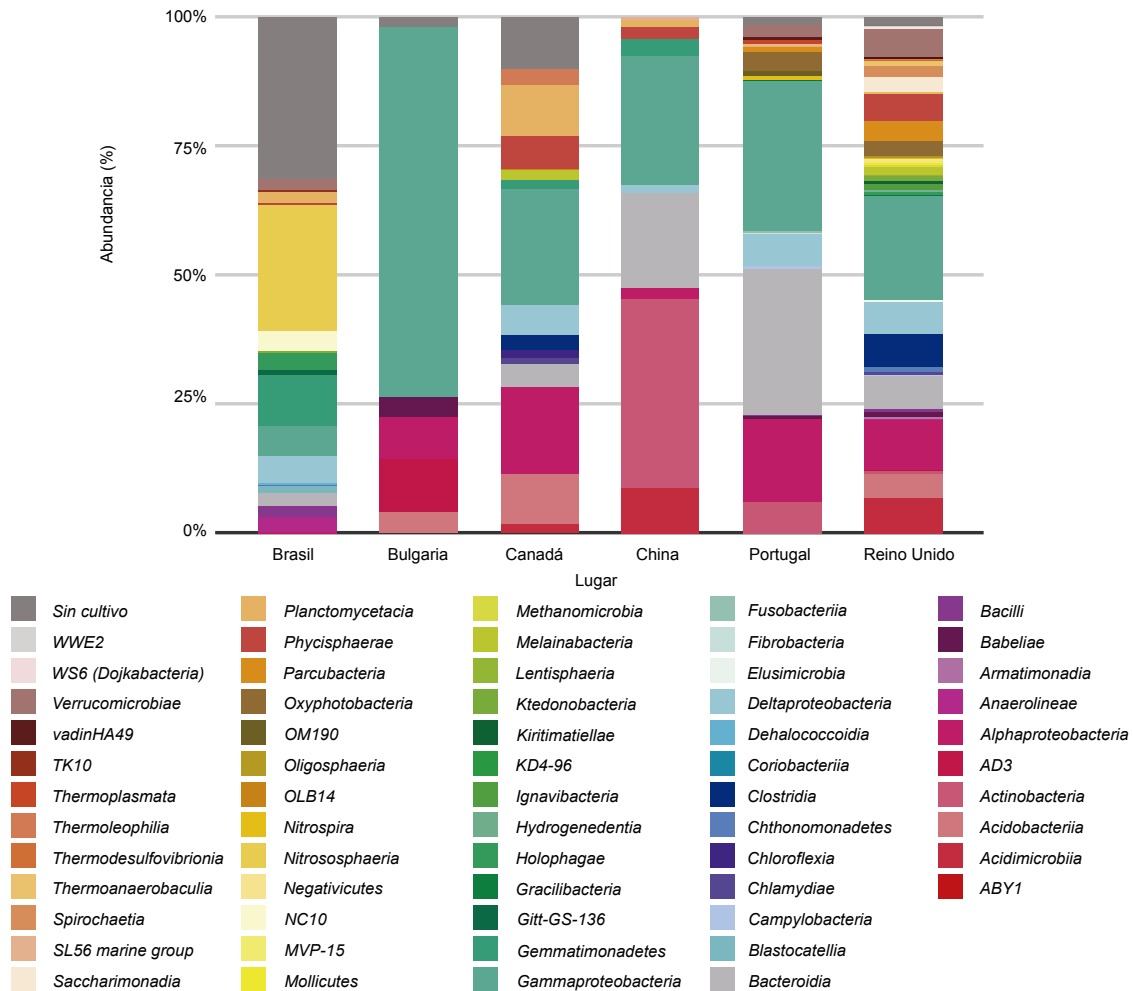 100%
75%
50%
25%
0%
Abundancia (%)
Brasil
Bulgaria
Canadá
China
Portugal
Reino Unido
Lugar
Sin cultivo
WWE2
WS6 (Dojkabacteria)
Verrucomicrobiae
vadinHA49
TK10
Thermoplasmata
Thermoleophilia
Thermodesulfovibrionia
Thermoanaerobaculia
Spirochaetia
SL56 marine group
Saccharimonadia
Planctomycetacia
Phycisphaerae
Parcubacteria
Oxyphotobacteria
OM190
Oligosphaeria
OLB14
Nitrospira
Nitrososphaeria
Negativicutes
NC10
MVP-15
Mollicutes
Methanomicrobia
Melainabacteria
Lentisphaeria
Ktedonobacteria
Kiritimatiellae
KD4-96
Ignavibacteria
Hydrogenedentia
Holophagae
Gracilibacteria
Gitt-GS-136
Gemmatimonadetes
Gammaproteobacteria
Fusobacteriia
Fibrobacteria
Elusimicrobia
Deltaproteobacteria
Dehalococcoidia
Coriobacteriia
Clostridia
Chthonomonadetes
Chloroflexia
Chlamydiae
Campylobacteria
Blastocatellia
Bacteroidia
Bacilli
Babeliae
Armatimonadia
Anaerolineae
Alphaproteobacteria
AD3
Actinobacteria
Acidobacteriia
Acidimicrobiia
ABY1